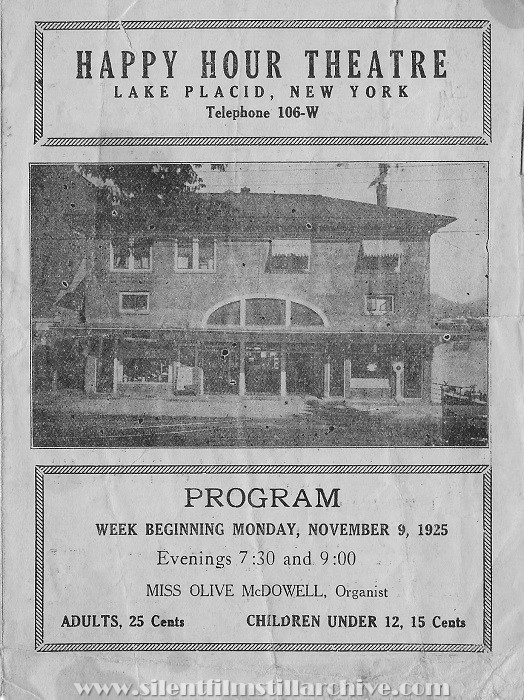 HAPPY HOUR THEATRE
LAKE PLACID, NEW YORK
Telephone 106-W
PROGRAM
WEEK BEGINNING MONDAY, NOVEMBER 9, 1925
Evenings 7:30 and 9:00
MISS OLIVE McDOWELL, Organist
ADULTS, 25 Cents CHILDREN UNDER 12, 15 Cents
www.silentfilmstillarchive.com